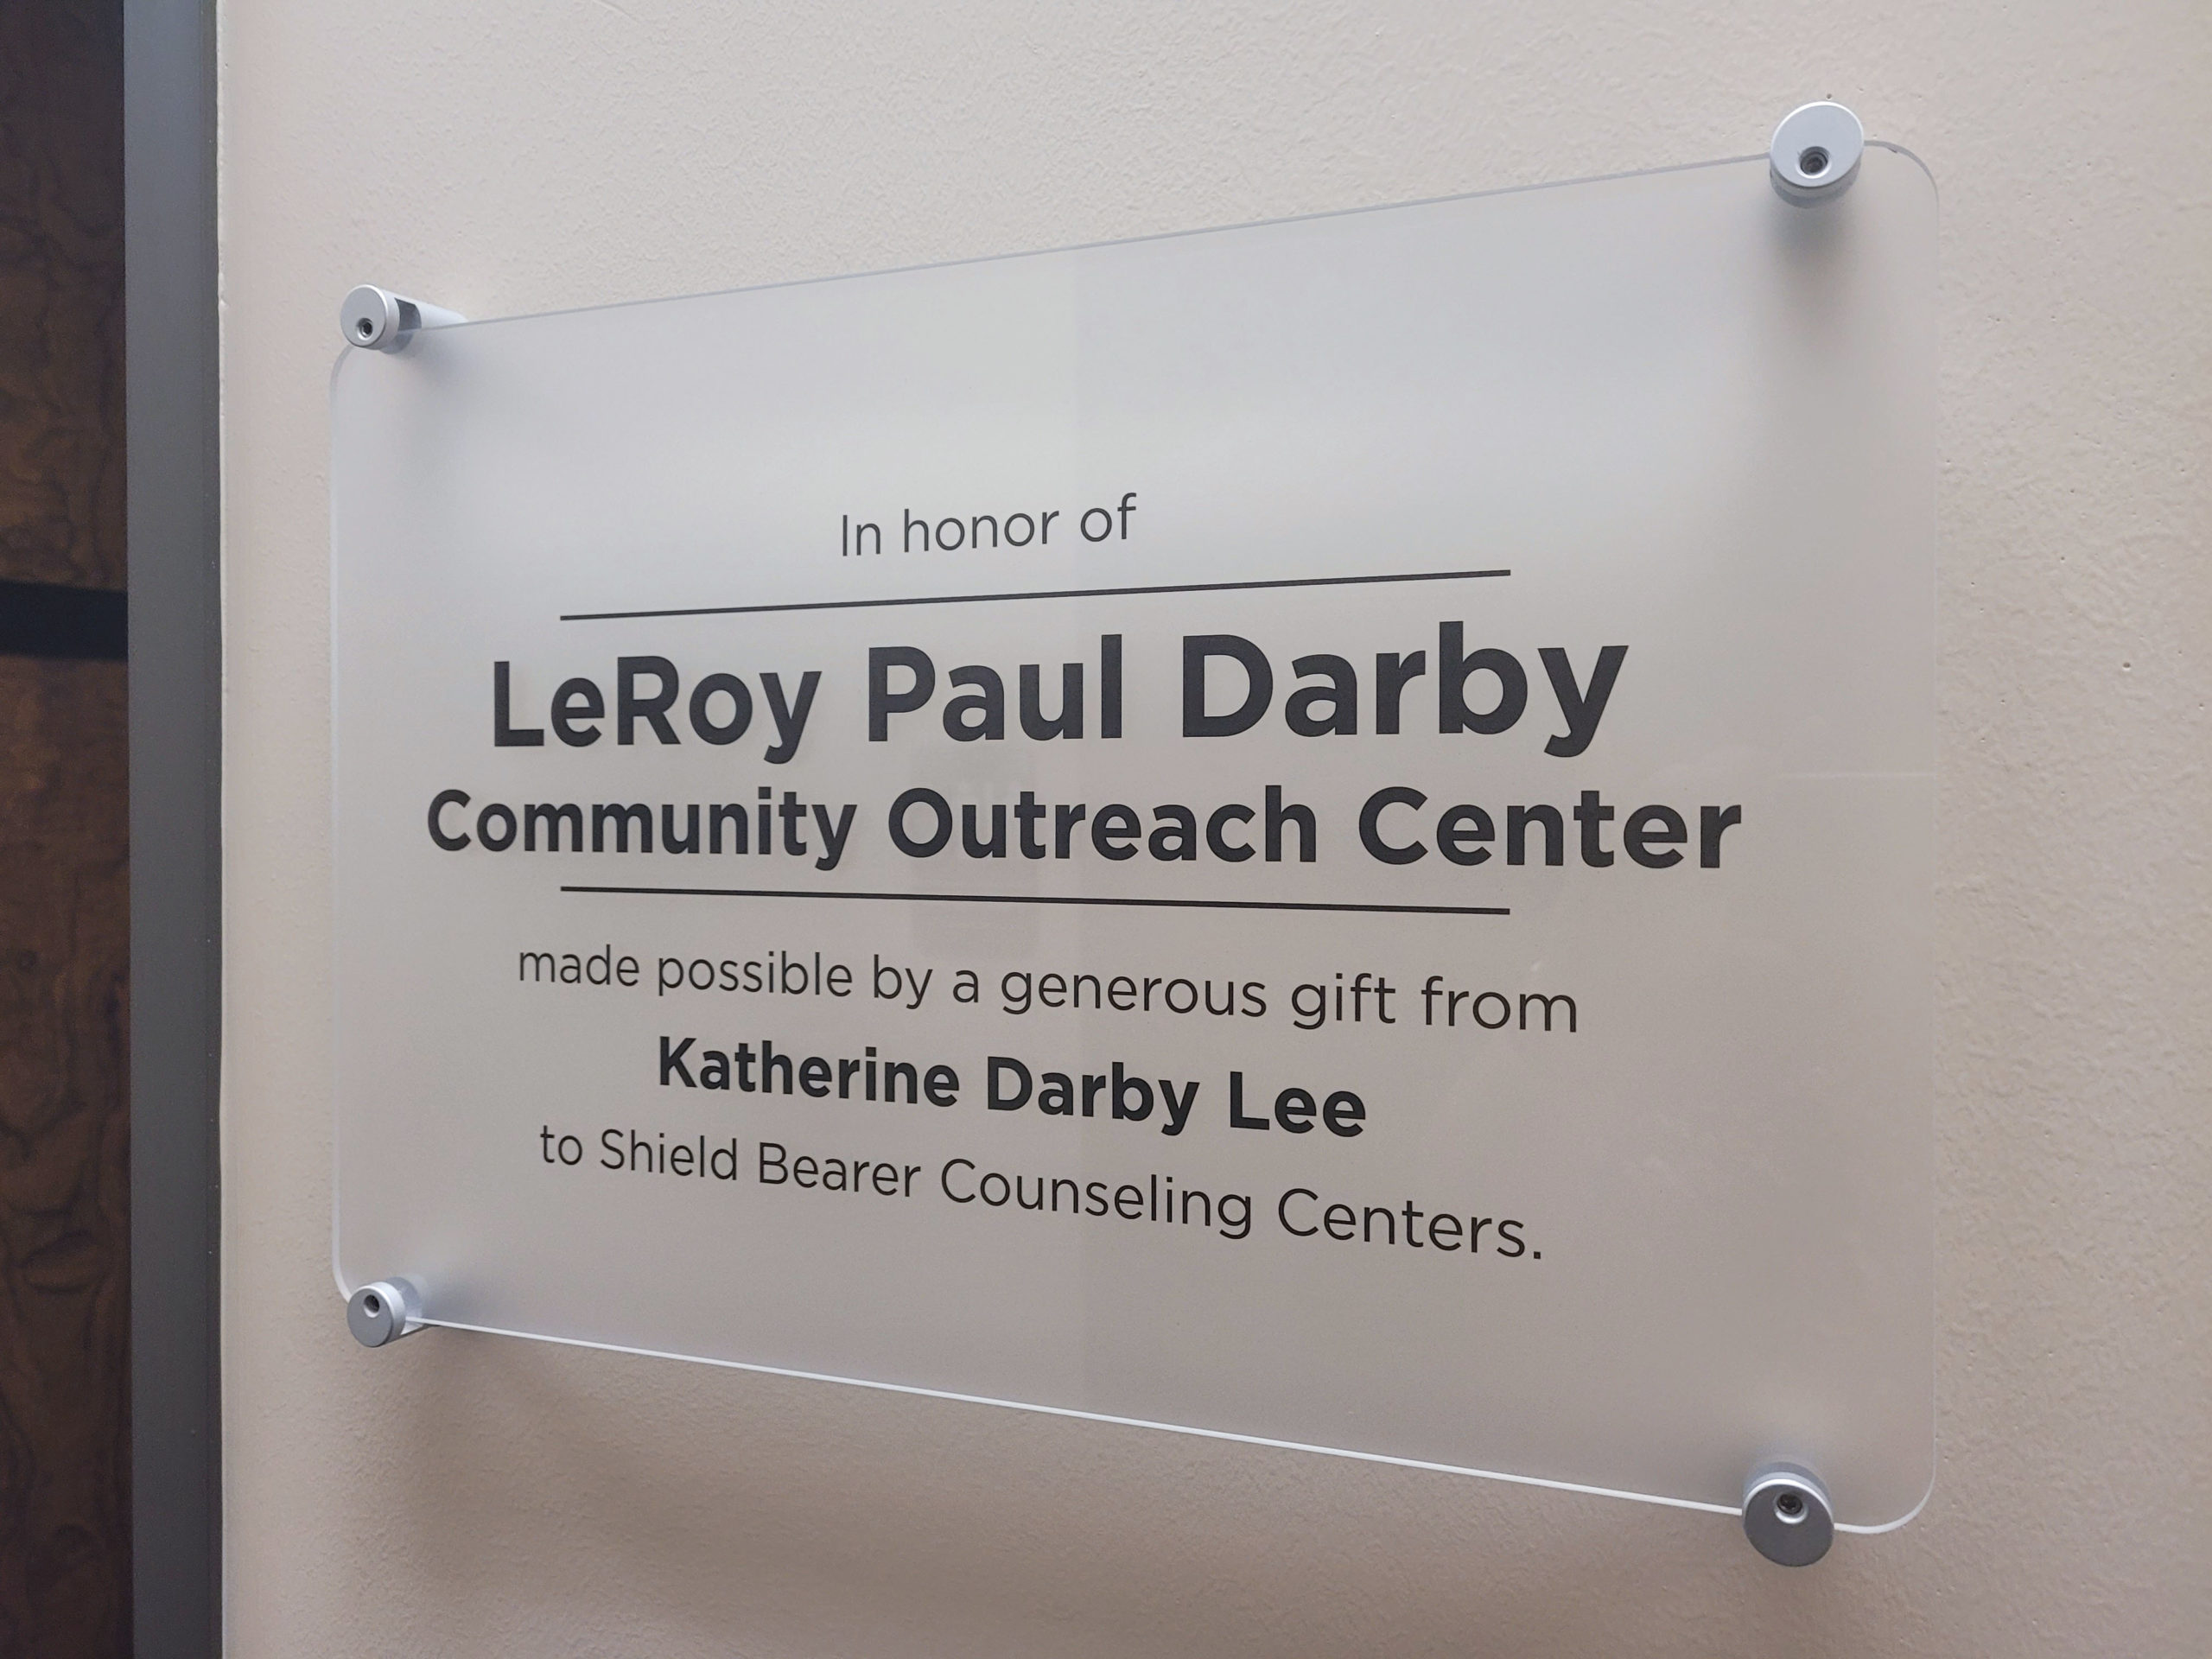 In honor of
LeRoy Paul Darby
Community Outreach Center
made possible by a generous gift from
Katherine Darby Lee
to Shield Bearer Counseling Centers.